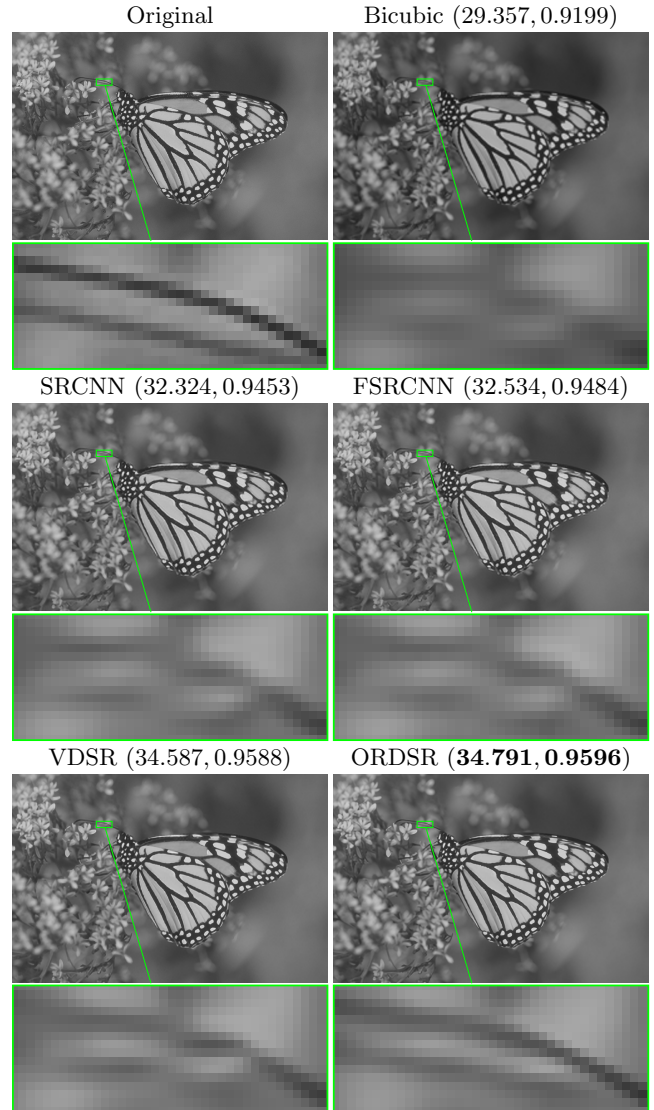 Original
Bicubic (29.357, 0.9199)
SRCNN (32.324, 0.9453)
FSRCNN (32.534, 0.9484)
VDSR (34.587, 0.9588)
ORDSR (34.791, 0.9596)